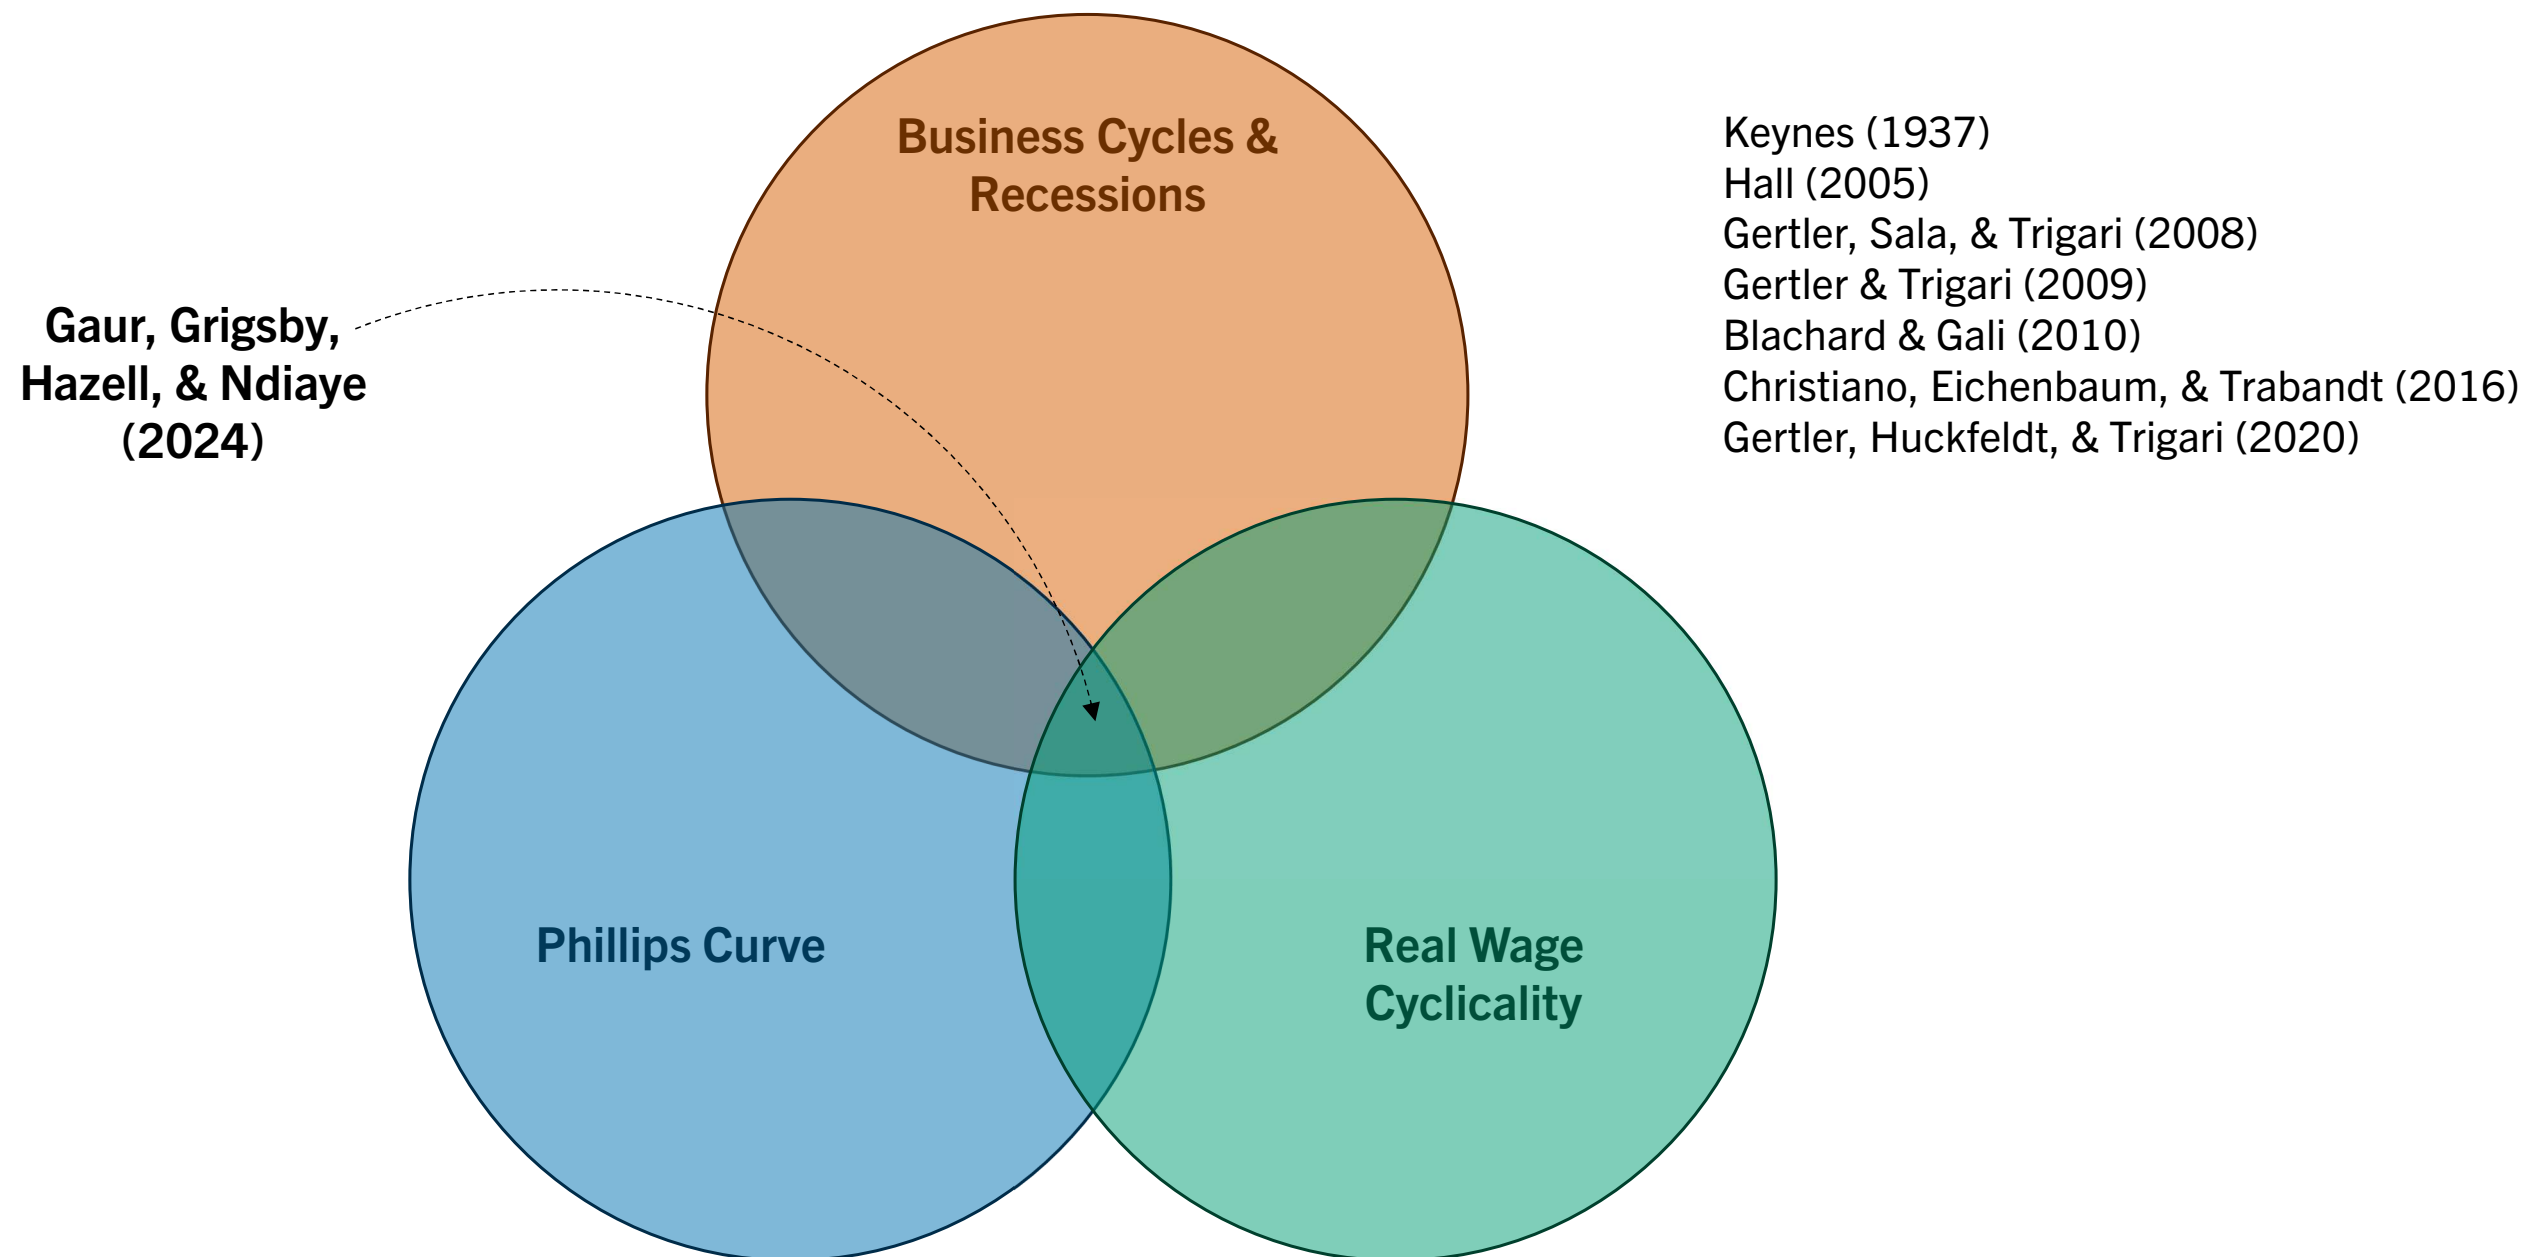 Business Cycles &
Recessions
Keynes (1937)
Hall (2005)
Gertler, Sala, & Trigari (2008)
Gertler & Trigari (2009)
Blachard & Gali (2010)
Christiano, Eichenbaum, & Trabandt (2016)
Gertler, Huckfeldt, & Trigari (2020)
Gaur, Grigsby,
Hazell, & Ndiaye
(2024)
Phillips Curve
Real Wage
Cyclicality